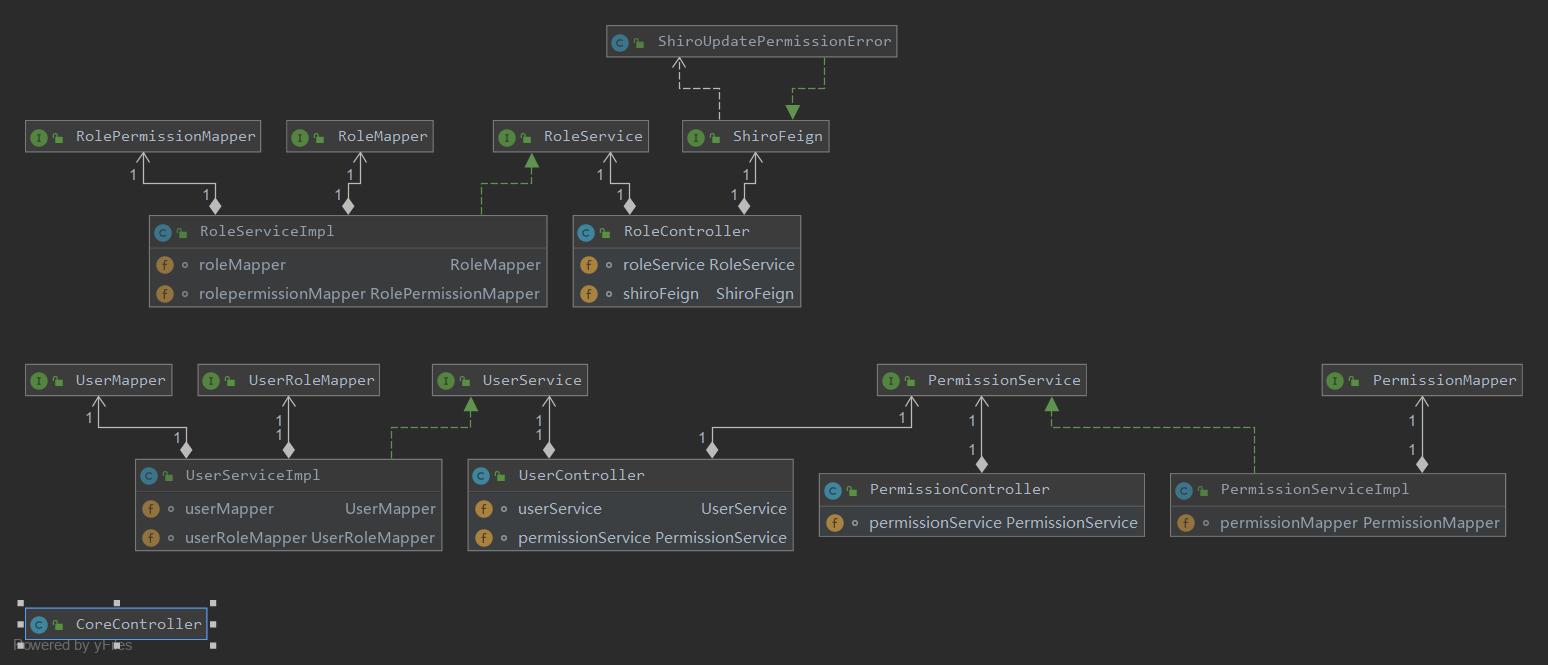 ShiroUpdatePermissionError
RolePermissionMapper
RoleMapper
RoleService
ShiroFeign
1
1
1
1
1
1
1
1
RoleServiceImpl
roleMapper RoleMapper
rolepermissionMapper RolePermissionMapper
RoleController
roleService RoleService
shiroFeign ShiroFeign
UserMapper
UserRoleMapper
UserService
PermissionService
PermissionMapper
1
1
1
1
1
1
1
1
1
1
1
1
UserServiceImpl
userMapper UserMapper
userRoleMapper UserRoleMapper
UserController
userService UserService
permissionService PermissionService
PermissionController
permissionService PermissionService
PermissionServiceImpl
permissionMapper PermissionMapper
CoreController
Powered by yFiles